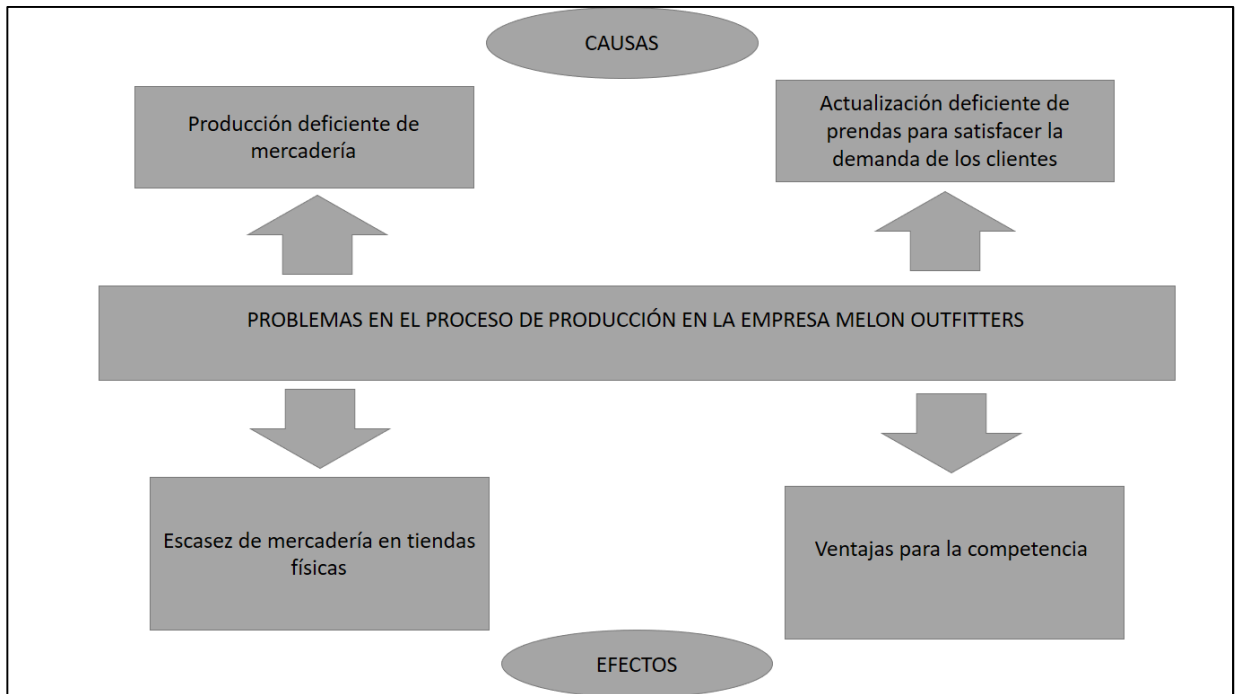 CAUSAS
Producción deficiente de
mercadería
Actualización deficiente de
prendas para satisfacer la
demanda de los clientes
PROBLEMAS EN EL PROCESO DE PRODUCCIÓN EN LA EMPRESA MELON OUTFITTERS
Escasez de mercadería en tiendas
físicas
Ventajas para la competencia
EFECTOS